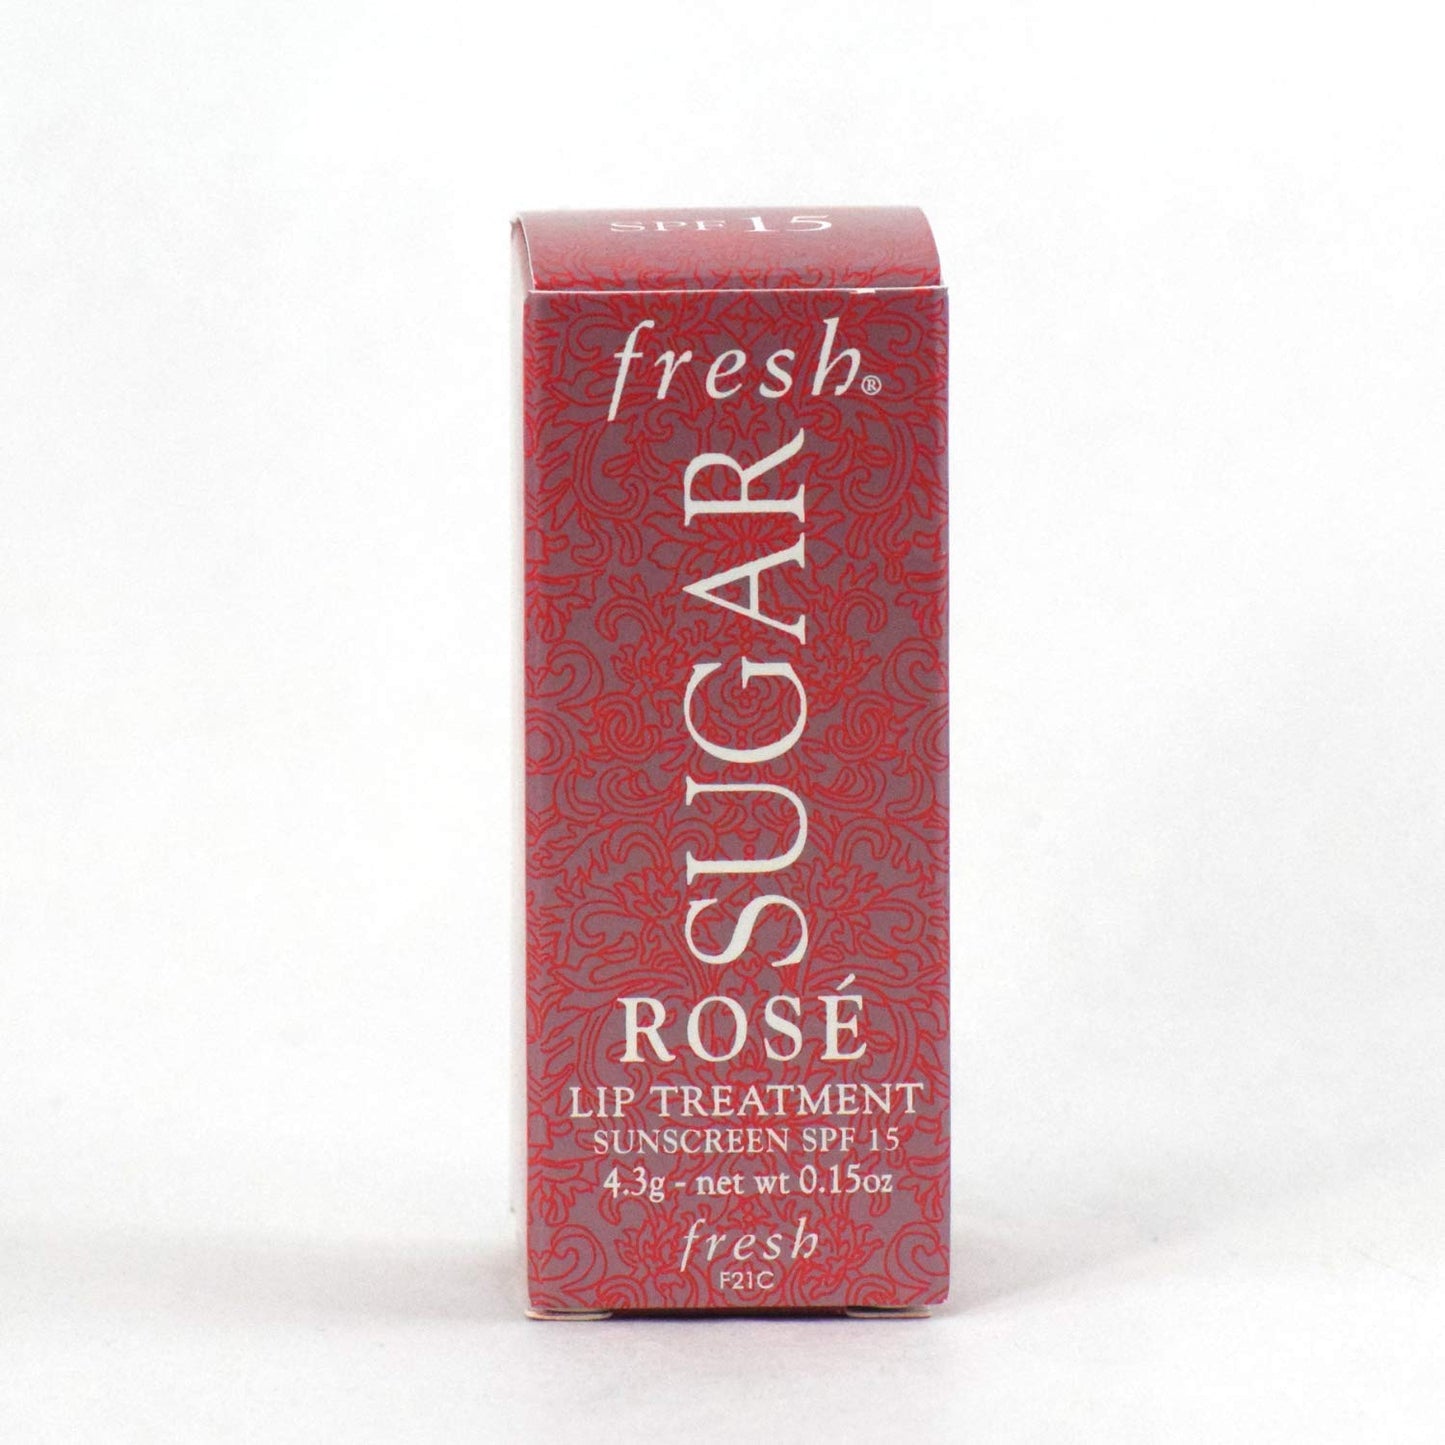 SPF 15
fresh®
SUGAR
ROSÉ
LIP TREATMENT
SUNSCREEN SPF 15
4.3g - net wt 0.15oz
fresh
F21C